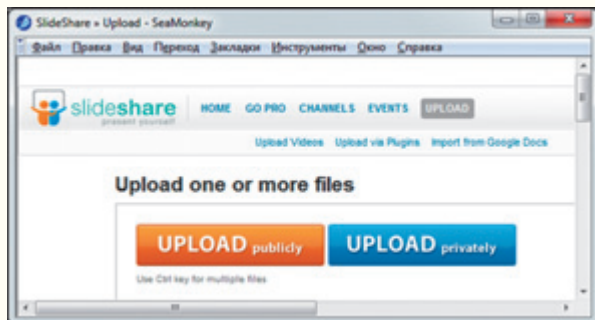 SlideShare » Upload - SeaMonkey
Файл Правка Вид Переход Закладки Инструменты Окно Справка
slideshare HOME GO PRO CHANNELS EVENTS UPLOAD
present yourself
Upload Videos Upload via Plugins Import from Google Docs
Upload one or more files
UPLOAD publicly UPLOAD privately
Use Ctrl key for multiple files